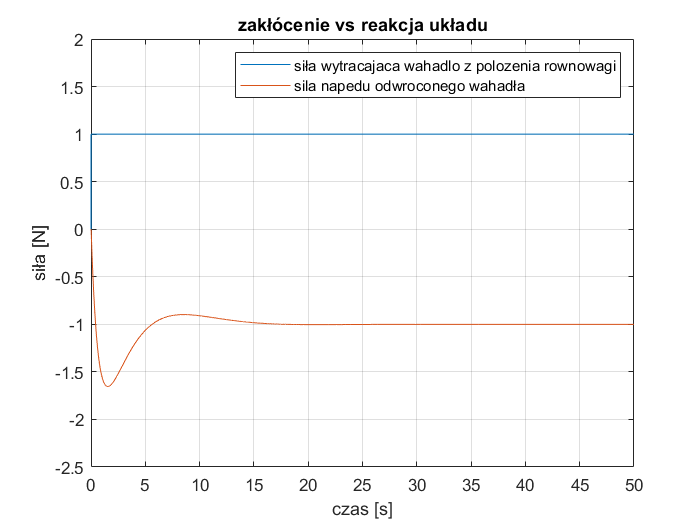 zakłócenie vs reakcja układu
siła wytracajaca wahadlo z polozenia rownowagi
sila napedu odwroconego wahadła
2
1.5
1
0.5
0
-0.5
-1
-1.5
-2
-2.5
siła [N]
0 5 10 15 20 25 30 35 40 45 50
czas [s]